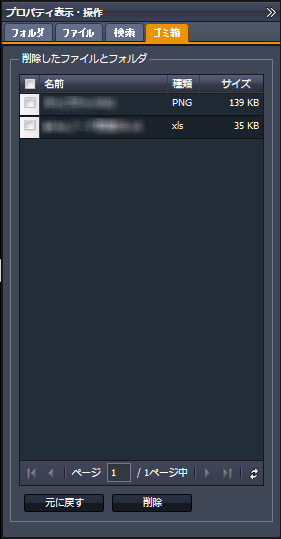 プロパティ表示・操作
フォルダ ファイル 検索 ゴミ箱
削除したファイルとフォルダ
名前 種類 サイズ
PNG 139 KB
xls 35 KB
ページ 1 / 1ページ中
元に戻す 削除